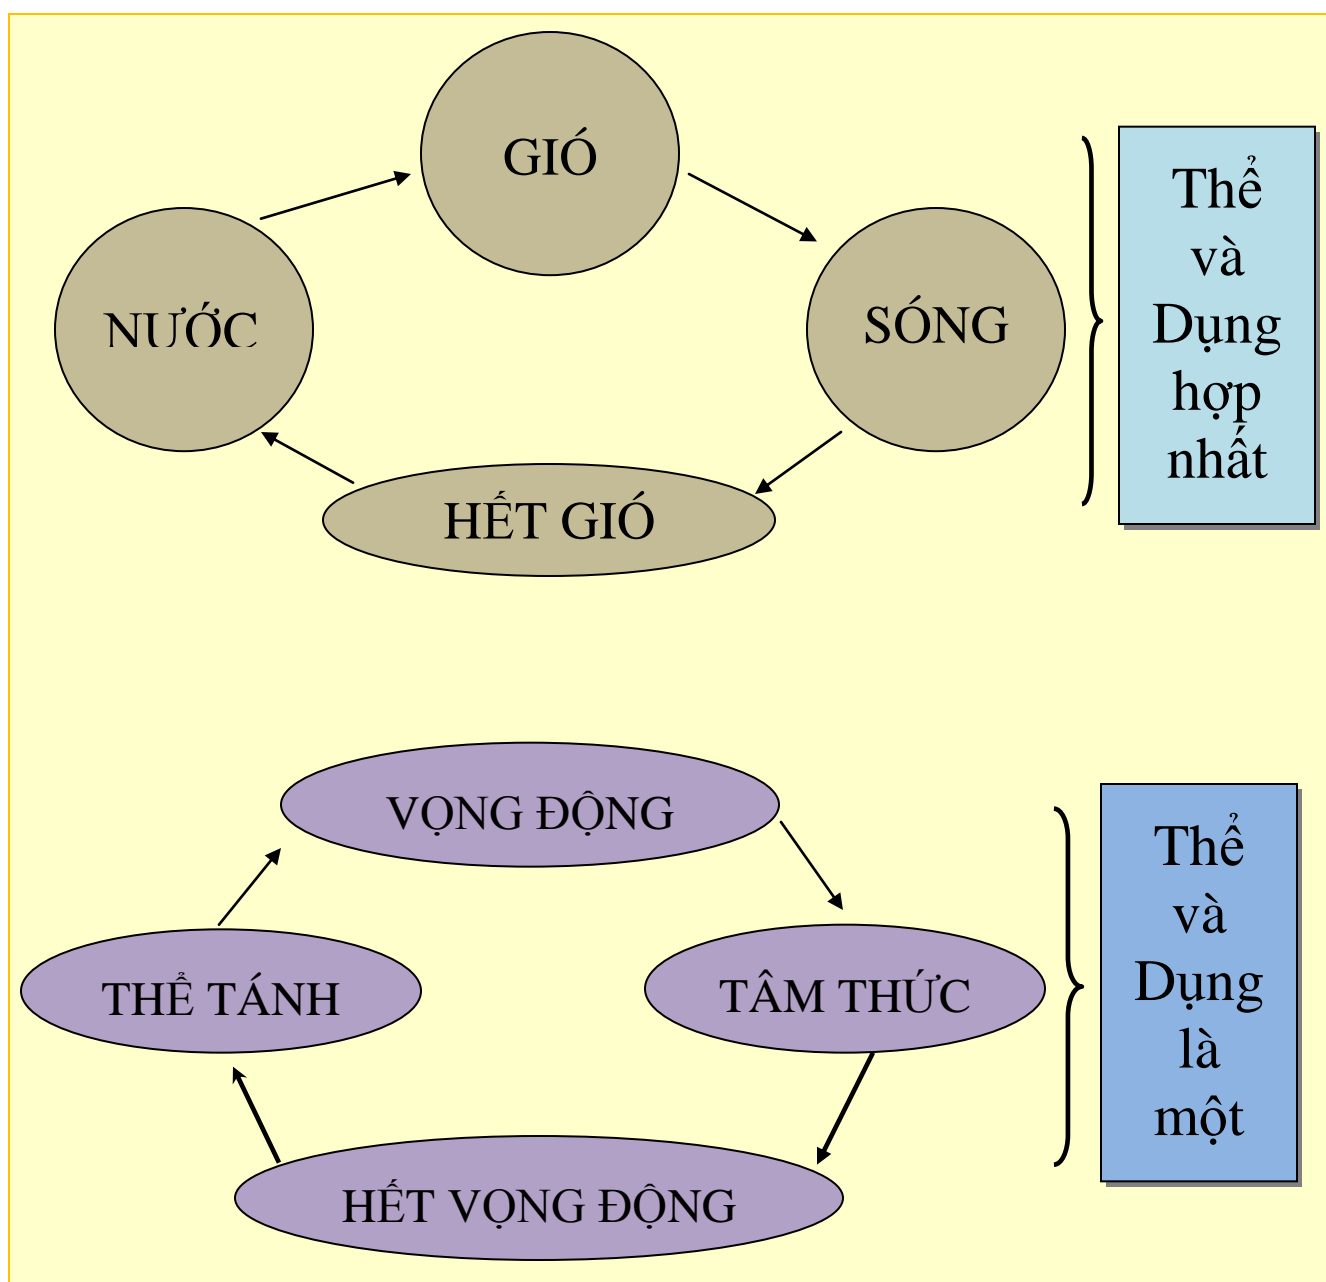 GIÓ
NƯỚC
SÓNG
HẾT GIÓ
Thể
và
Dụng
hợp
nhất
VỌNG ĐỘNG
THỂ TÁNH
TÂM THỨC
HẾT VỌNG ĐỘNG
Thể
và
Dụng
là
một